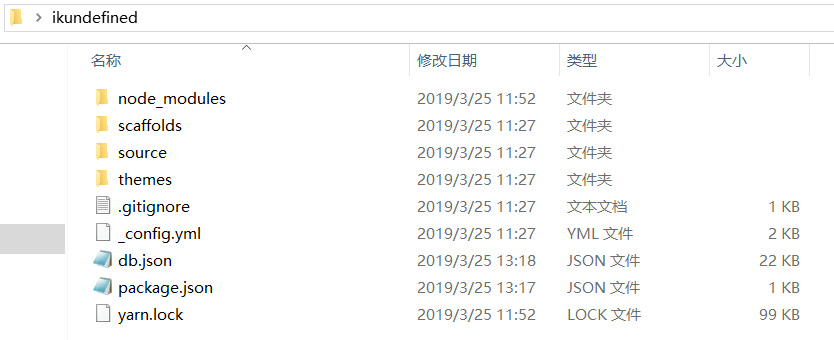 ikundefined
名称 修改日期 类型 大小
node_modules 2019/3/25 11:52 文件夹
scaffolds 2019/3/25 11:27 文件夹
source 2019/3/25 11:27 文件夹
themes 2019/3/25 11:27 文件夹
.gitignore 2019/3/25 11:27 文本文档 1 KB
_config.yml 2019/3/25 11:27 YML 文件 2 KB
db.json 2019/3/25 13:18 JSON 文件 22 KB
package.json 2019/3/25 13:17 JSON 文件 1 KB
yarn.lock 2019/3/25 11:52 LOCK 文件 99 KB